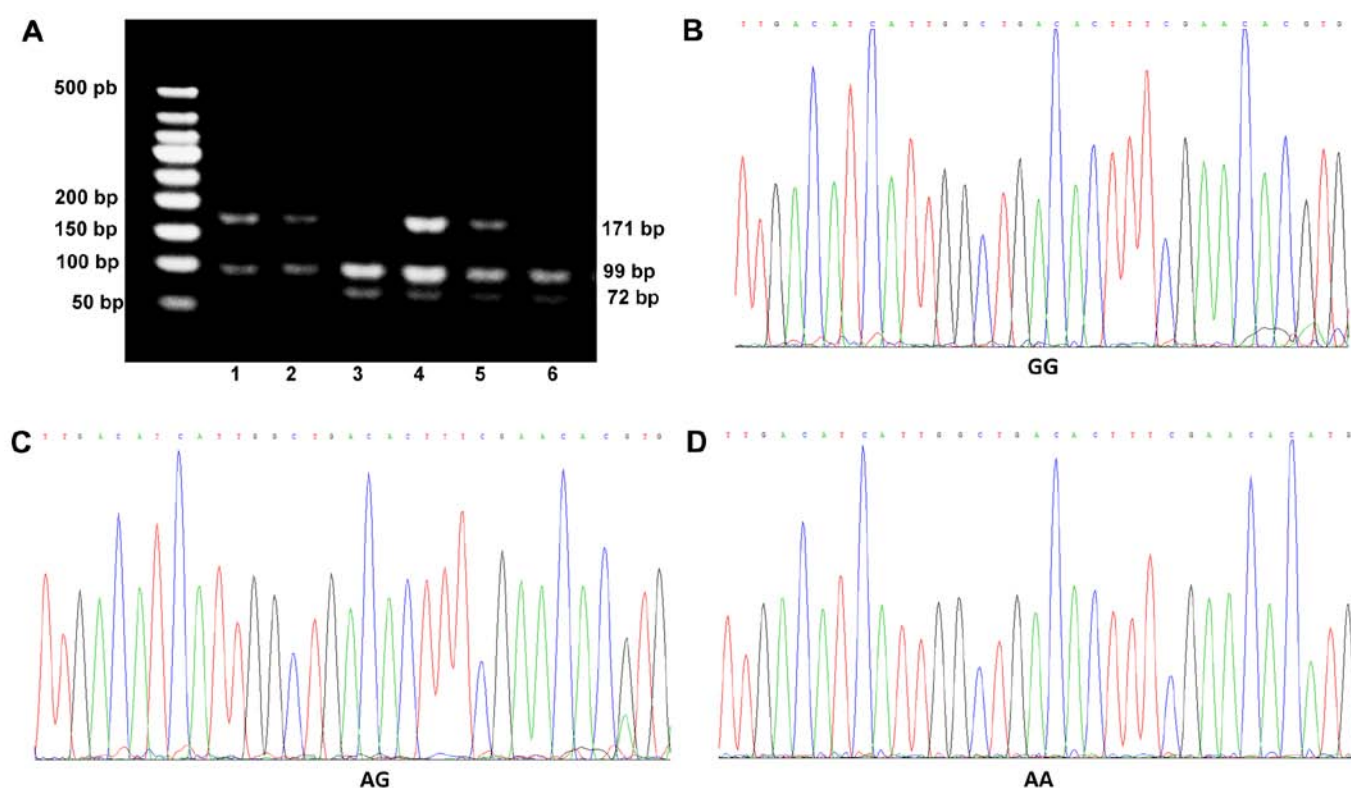 A
500 pb
200 bp
150 bp
100 bp
50 bp
171 bp
99 bp
72 bp
1 2 3 4 5 6
B
T T G A C A T C A T T G G C T G A C A C T T T C G A A C A C G T G
GG
C
T T G A C A T C A T T G G C T G A C A C T T T C G A A C A C G T G
AG
D
T T G A C A T C A T T G G C T G A C A C T T T C G A A C A C A T G
AA